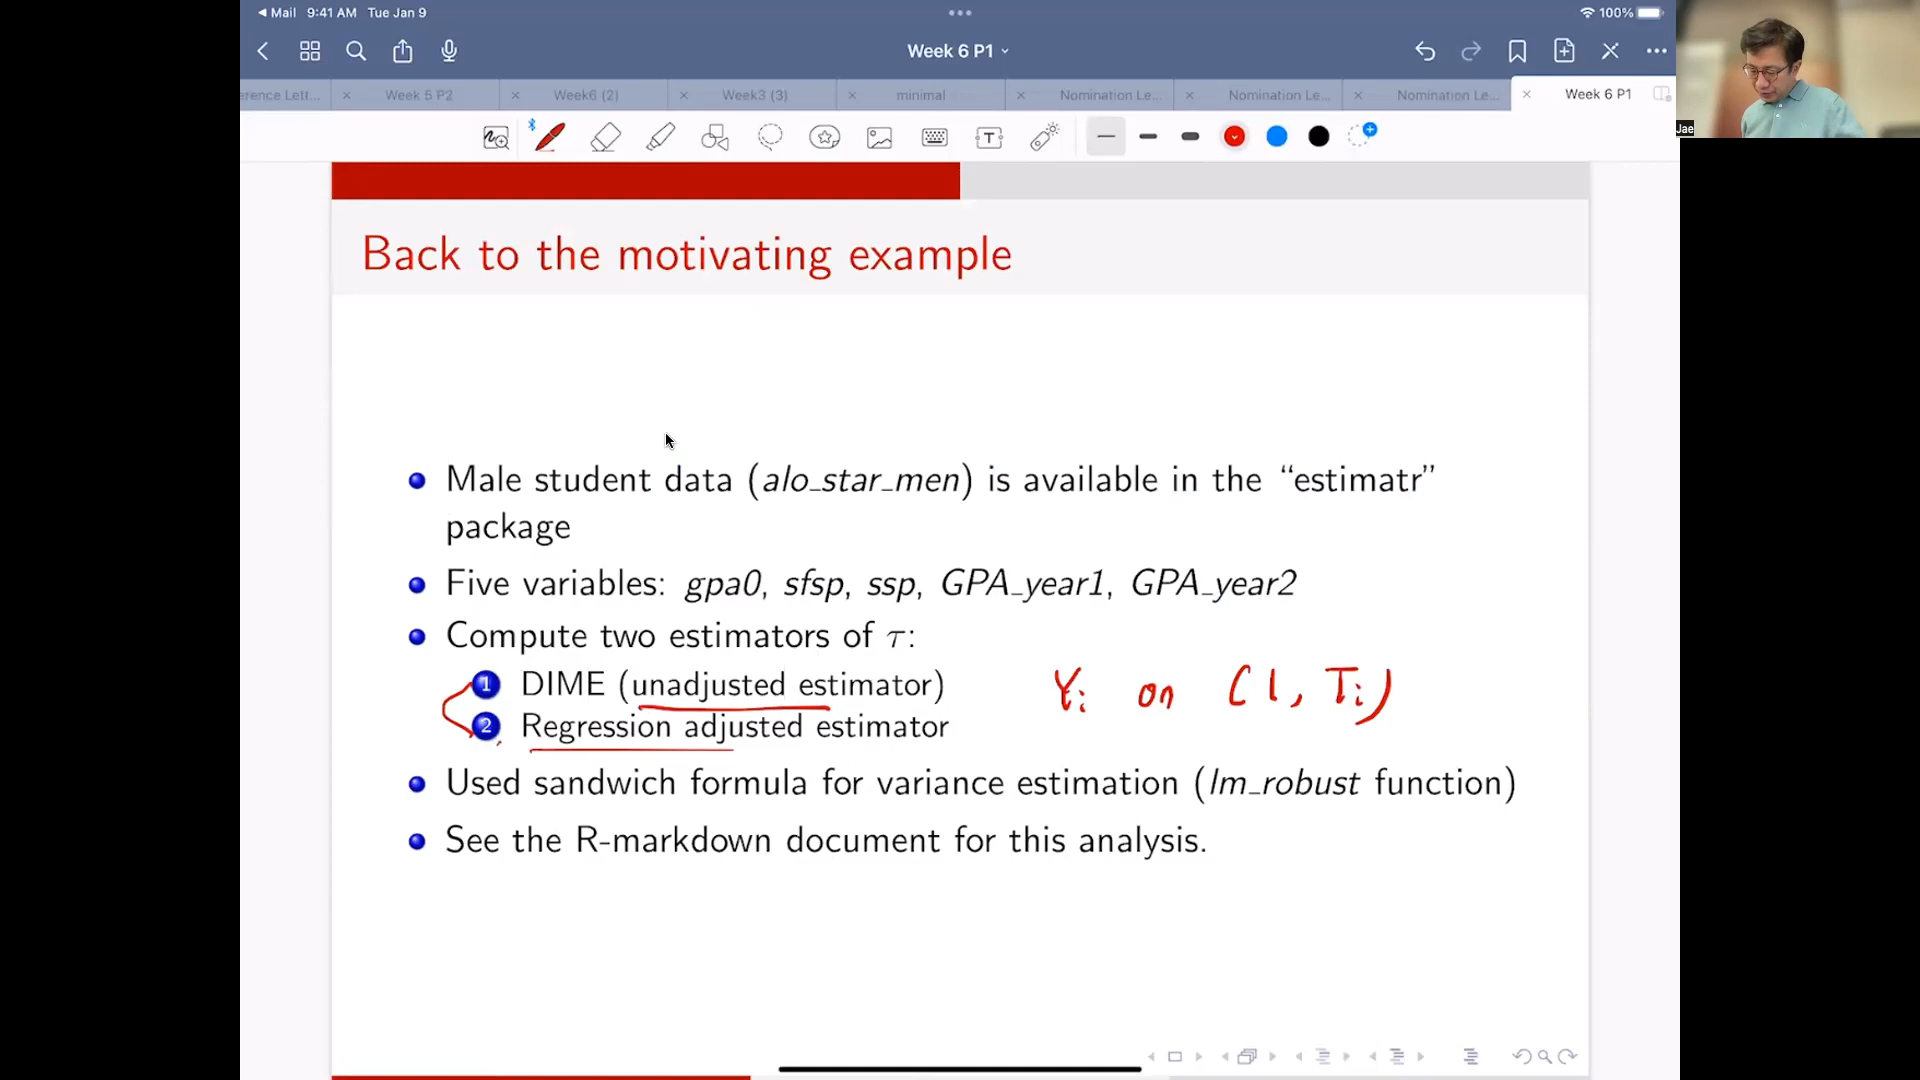 Mail 9:41 AM Tue Jan 9
100%
Week 6 P1
erence Lett...
Week 5 P2
Week6 (2)
Week3 (3)
minimal
Nomination Le...
Nomination Le...
Nomination Le...
Week 6 P1
Jae
Back to the motivating example
Male student data (alo_star_men) is available in the “estimatr”
package
Five variables: gpa0, sfsp, ssp, GPA_year1, GPA_year2
Compute two estimators of τ:
1 DIME (unadjusted estimator)
Yi on (1, Ti)
2 Regression adjusted estimator
Used sandwich formula for variance estimation (lm_robust function)
See the R-markdown document for this analysis.